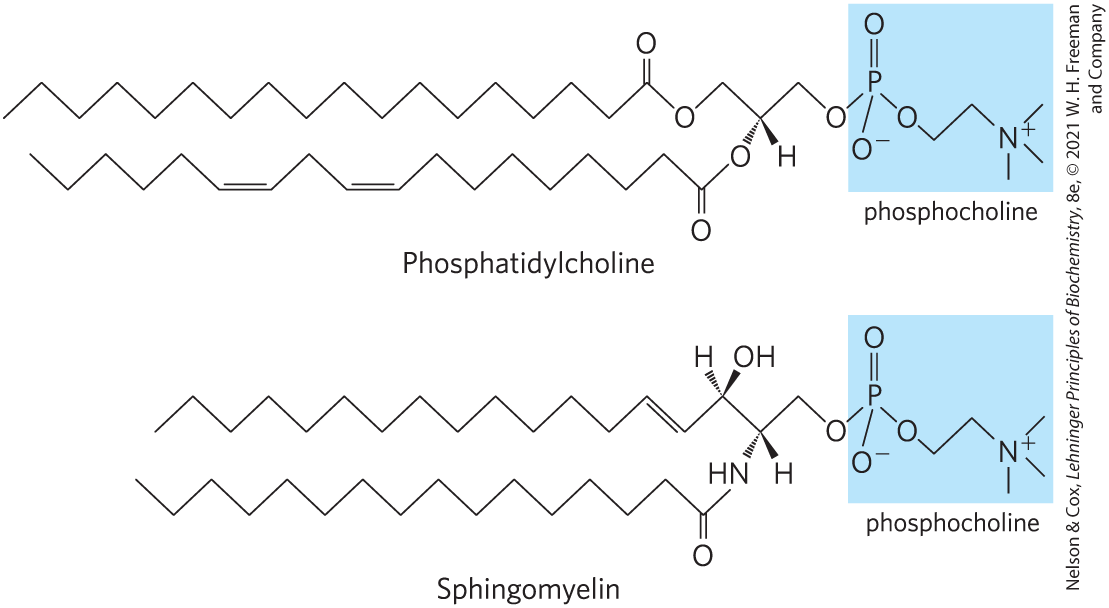 O
O
O
P
O
O
N+
O−
O
H
O
phosphocholine
Phosphatidylcholine
O
H
OH
P
O
O
N+
O−
HN
H
O
phosphocholine
Sphingomyelin
Nelson & Cox, Lehninger Principles of Biochemistry, 8e, © 2021 W. H. Freeman
and Company